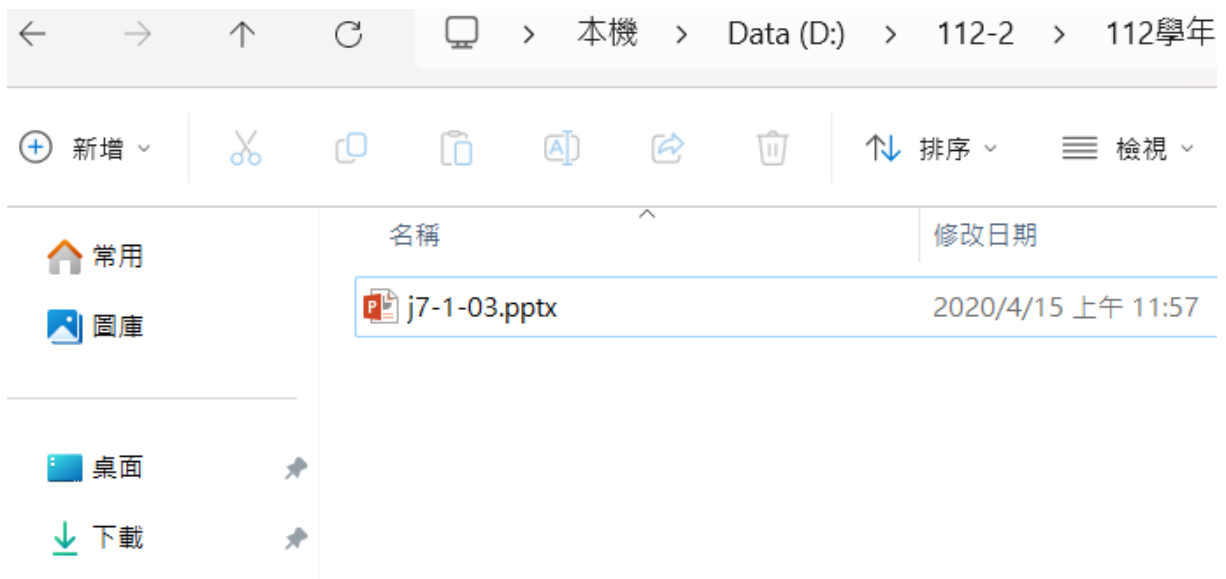 本機 > Data (D:) > 112-2 > 112學年
新增 排序 檢視
名稱 修改日期
常用
j7-1-03.pptx 2020/4/15 上午 11:57
圖庫
桌面
下載